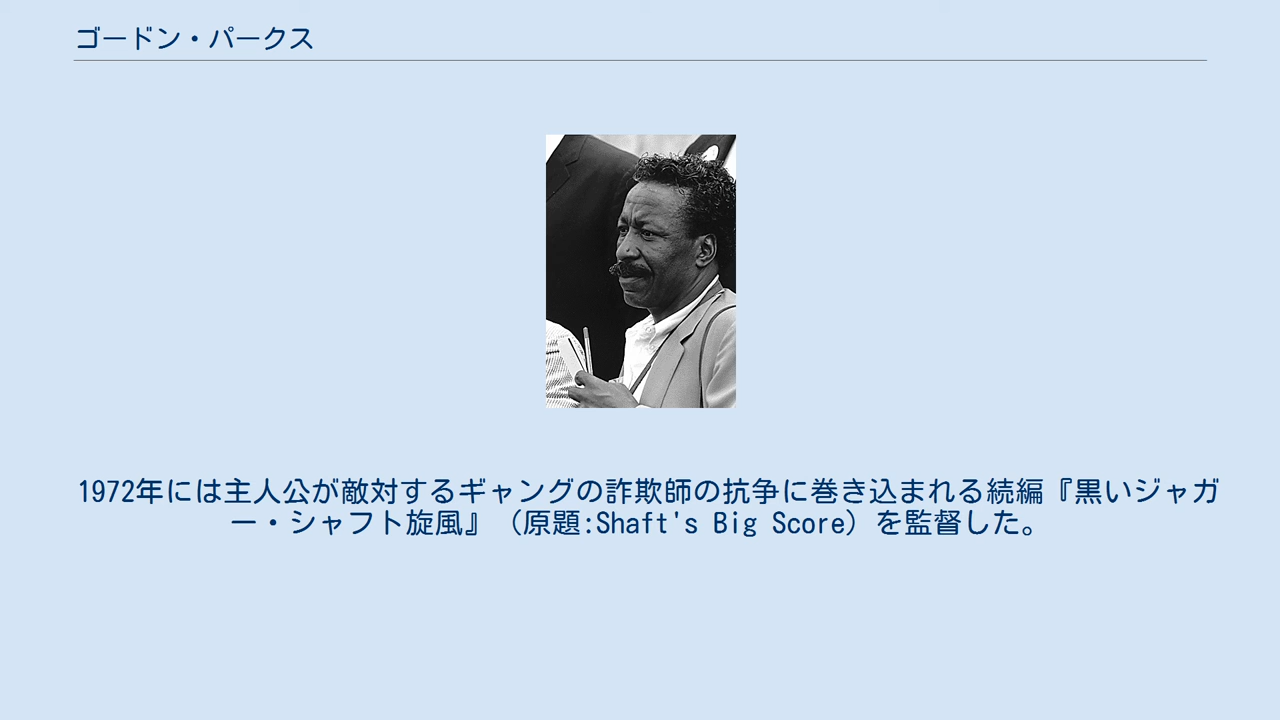 ゴードン・パークス
1972年には主人公が敵対するギャングの詐欺師の抗争に巻き込まれる続編『黒いジャガ
ー・シャフト旋風』（原題:Shaft's Big Score）を監督した。